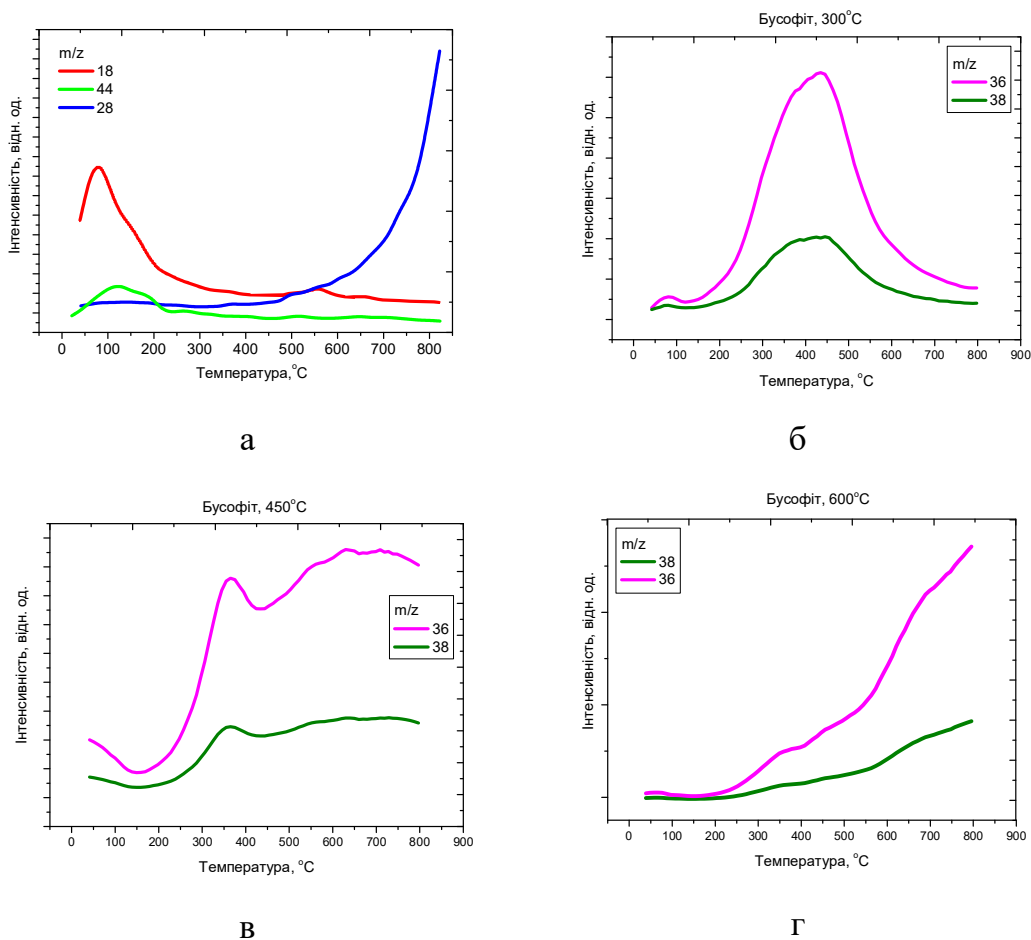 m/z
18
44
28
Інтенсивність, відн. од.
0 100 200 300 400 500 600 700 800
Температура,°C
а
Бусофіт, 300°C
m/z
36
38
Інтенсивність, відн. од.
0 100 200 300 400 500 600 700 800 900
Температура, °C
б
Бусофіт, 450°C
m/z
36
38
Інтенсивність, відн. од.
0 100 200 300 400 500 600 700 800 900
Температура, °C
в
Бусофіт, 600°C
m/z
38
36
Інтенсивність, відн. од.
0 100 200 300 400 500 600 700 800 900
Температура, °C
г